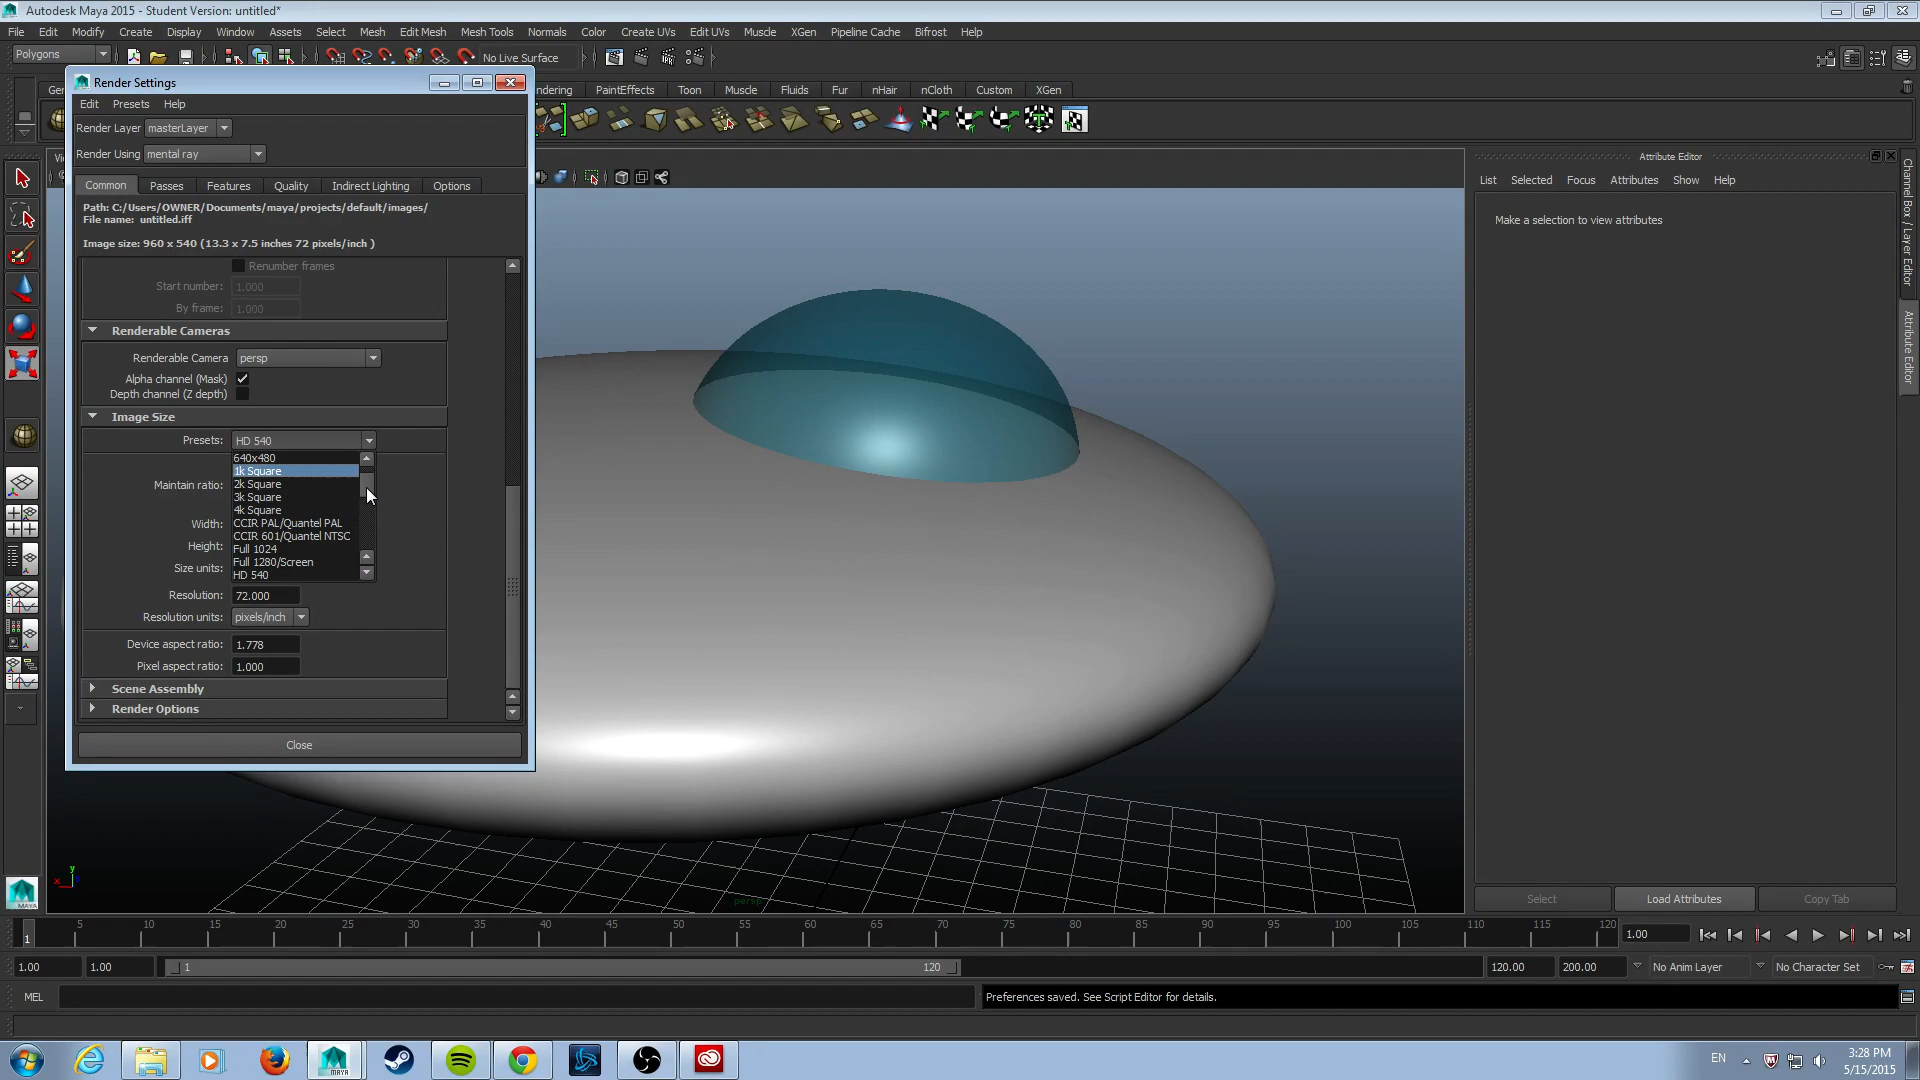 Autodesk Maya 2015 - Student Version: untitled*
File Edit Modify Create Display Window Assets Select Mesh Edit Mesh Mesh Tools Normals Color Create UVs Edit UVs Muscle XGen Pipeline Cache Bifrost Help
Polygons
No Live Surface
Render Settings
PaintEffects Toon Muscle Fluids Fur nHair nCloth Custom XGen
Edit Presets Help
Render Layer masterLayer
Render Using mental ray
Common Passes Features Quality Indirect Lighting Options
Path: C:/Users/OWNER/Documents/maya/projects/default/images/
File name: untitled.iff
Image size: 960 x 540 (13.3 x 7.5 inches 72 pixels/inch )
Renumber frames
Start number: 1.000
By frame: 1.000
Renderable Cameras
Renderable Camera persp
Alpha channel (Mask)
Depth channel (Z depth)
Image Size
Presets: HD 540
640x480
1k Square
2k Square
3k Square
4k Square
CCIR PAL/Quantel PAL
CCIR 601/Quantel NTSC
Full 1024
Full 1280/Screen
HD 540
Maintain ratio:
Width:
Height:
Size units:
Resolution: 72.000
Resolution units: pixels/inch
Device aspect ratio: 1.778
Pixel aspect ratio: 1.000
Scene Assembly
Render Options
Close
Attribute Editor
List Selected Focus Attributes Show Help
Make a selection to view attributes
Channel Box / Layer Editor
Attribute Editor
Select Load Attributes Copy Tab
y
x
persp
MAYA
1 5 10 15 20 25 30 35 40 45 50 55 60 65 70 75 80 85 90 95 100 105 110 115 120
1.00
1.00 1.00 1 120 120.00 200.00 No Anim Layer No Character Set
MEL
Preferences saved. See Script Editor for details.
MAYA
EN
3:28 PM
5/15/2015